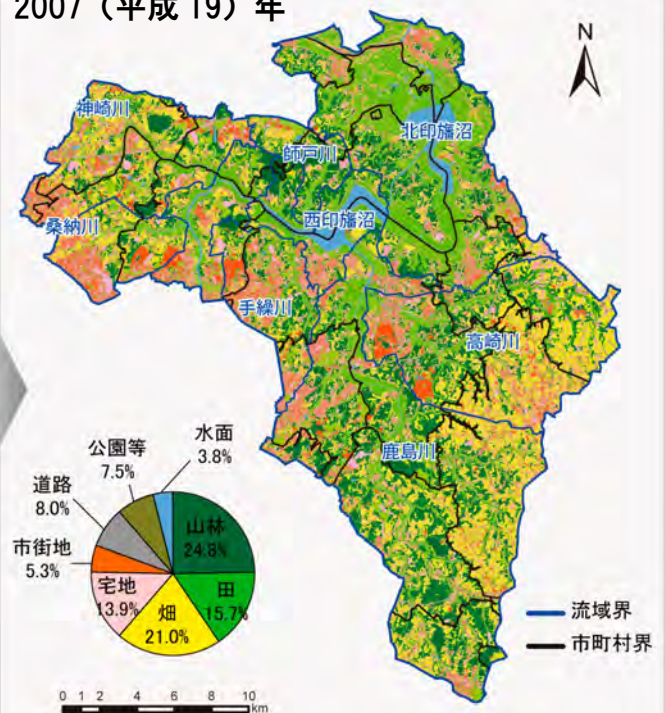 2007（平成 19）年
N
神崎川
師戸川
北印旛沼
西印旛沼
桑納川
手繰川
高崎川
鹿島川
水面
3.8%
公園等
7.5%
道路
8.0%
市街地
5.3%
宅地
13.9%
畑
21.0%
田
15.7%
山林
24.8%
流域界
市町村界
0 1 2 4 6 8 10
km